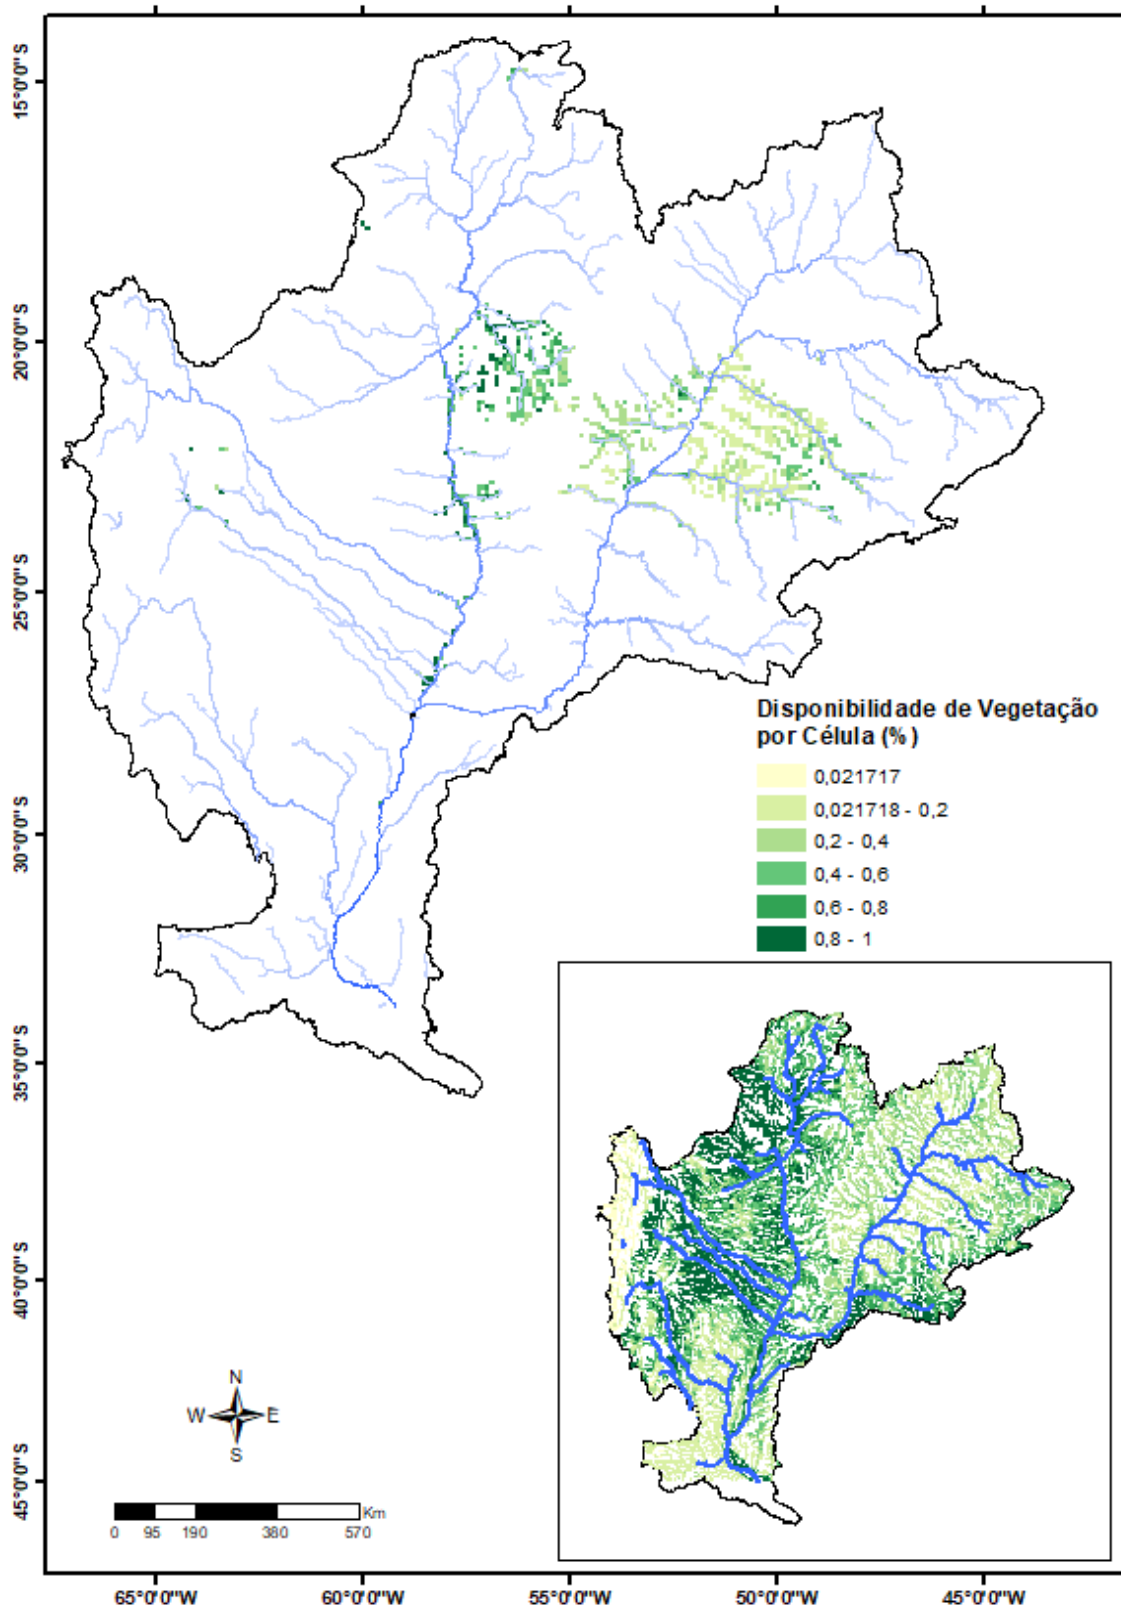 15°0'0"S
20°0'0"S
25°0'0"S
30°0'0"S
35°0'0"S
40°0'0"S
45°0'0"S
Disponibilidade de Vegetação
por Célula (%)
0,021717
0,021718 - 0,2
0,2 - 0,4
0,4 - 0,6
0,6 - 0,8
0,8 - 1
N
W E
S
Km
0 95 190 380 570
65°0'0"W 60°0'0"W 55°0'0"W 50°0'0"W 45°0'0"W